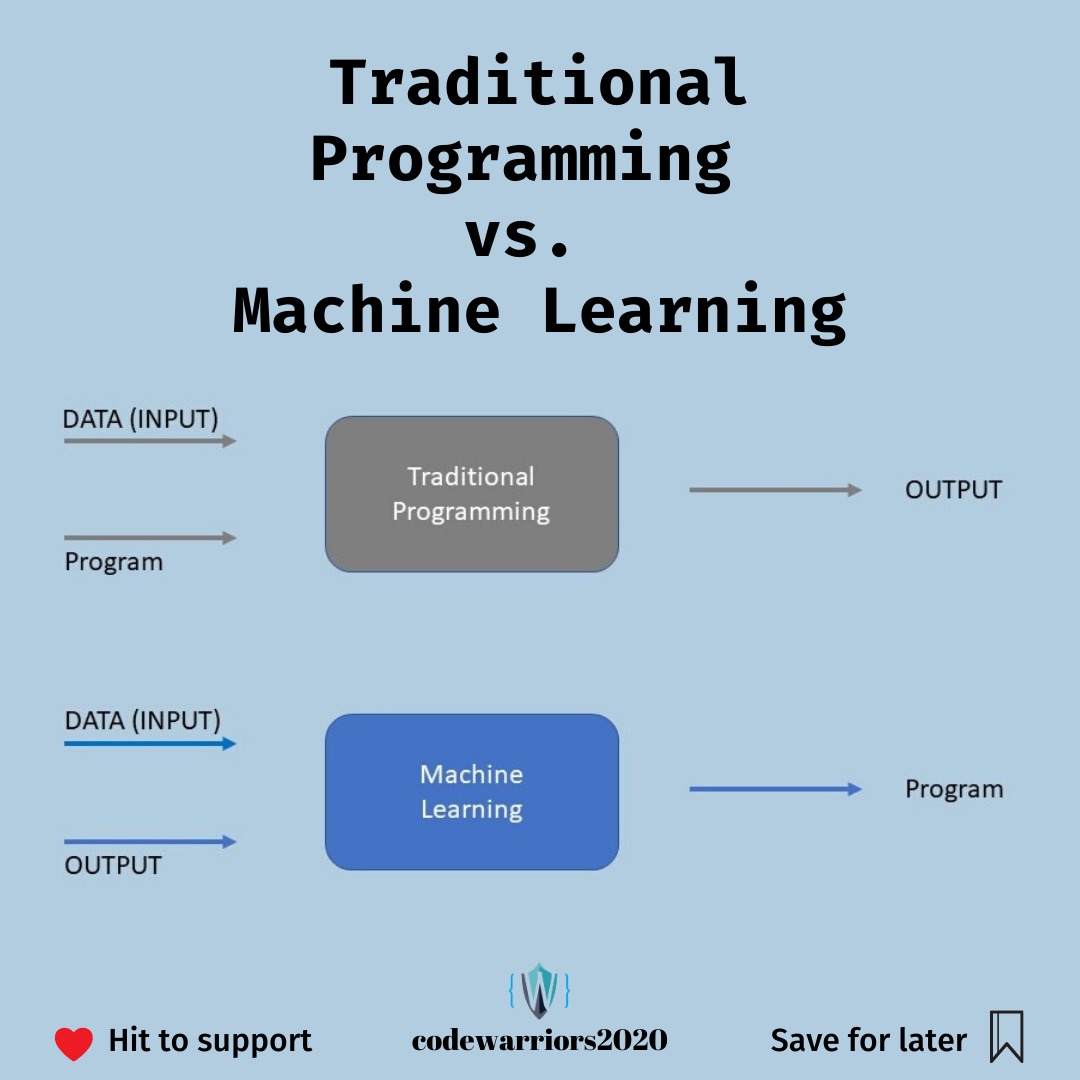 Traditional
Programming
vs.
Machine Learning
DATA (INPUT)
Program
Traditional
Programming
OUTPUT
DATA (INPUT)
OUTPUT
Machine
Learning
Program
Hit to support
{W}
codewarriors2020
Save for later